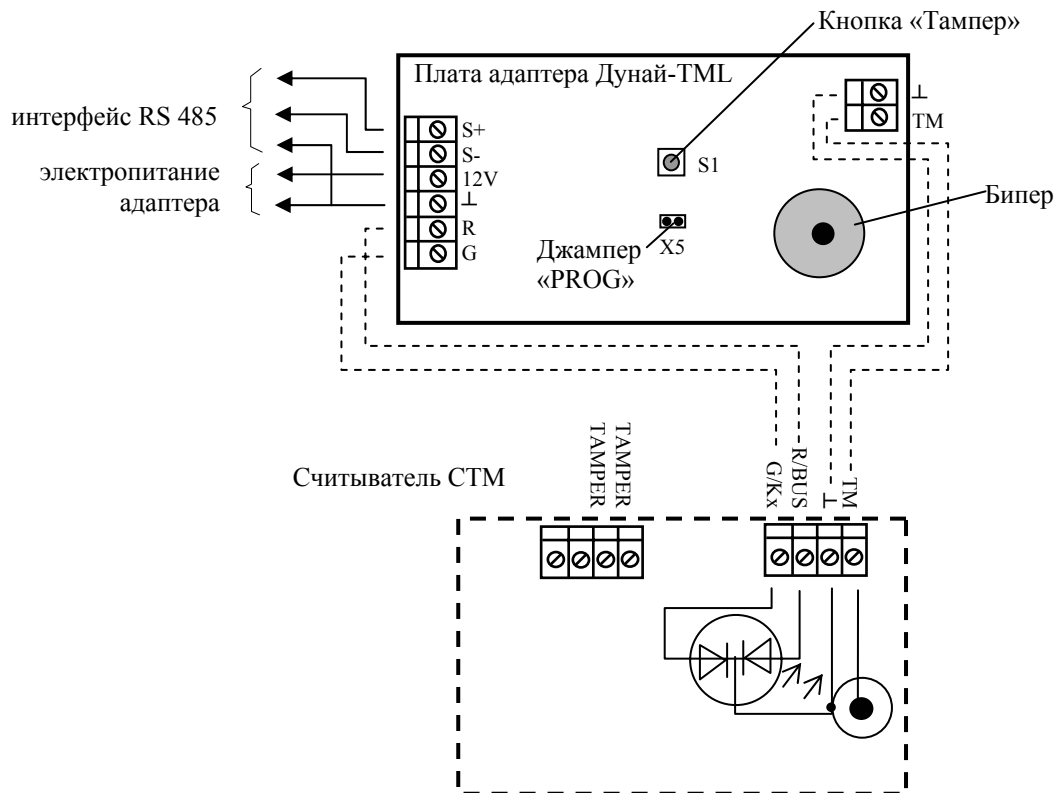 Кнопка «Тампер»
Плата адаптера Дунай-TML
интерфейс RS 485
S+
S-
12V
⊥
R
G
электропитание
адаптера
⊥
TM
S1
Бипер
Джампер
«PROG»
X5
Считыватель СТМ
TAMPER
TAMPER
G/Kx
R/BUS
⊥
TM